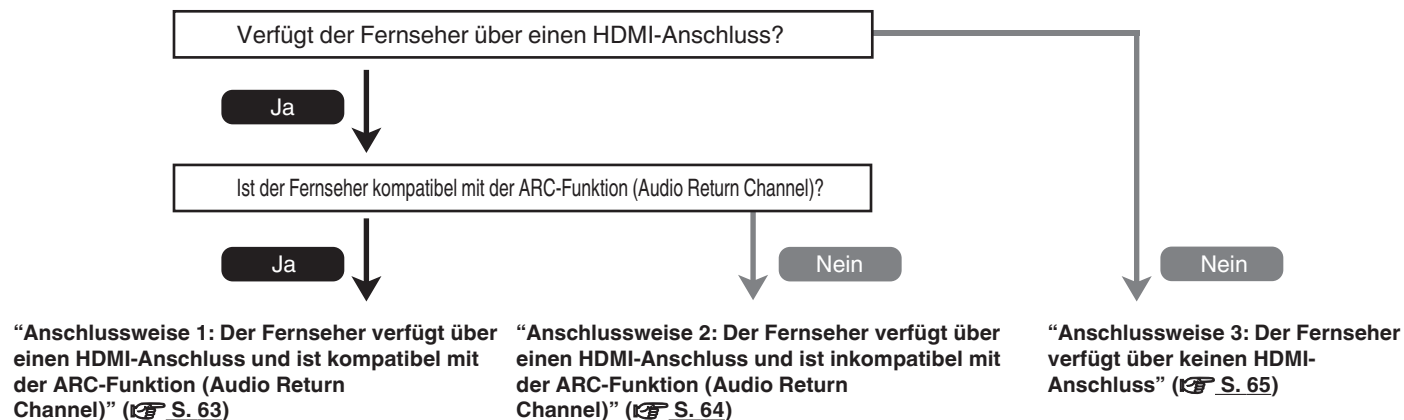 Verfügt der Fernseher über einen HDMI-Anschluss?
Ja
Ist der Fernseher kompatibel mit der ARC-Funktion (Audio Return Channel)?
Ja
Nein
Nein
“Anschlussweise 1: Der Fernseher verfügt über
einen HDMI-Anschluss und ist kompatibel mit
der ARC-Funktion (Audio Return
Channel)” (☞ S. 63)
“Anschlussweise 2: Der Fernseher verfügt über
einen HDMI-Anschluss und ist inkompatibel mit
der ARC-Funktion (Audio Return
Channel)” (☞ S. 64)
“Anschlussweise 3: Der Fernseher
verfügt über keinen HDMI-
Anschluss” (☞ S. 65)